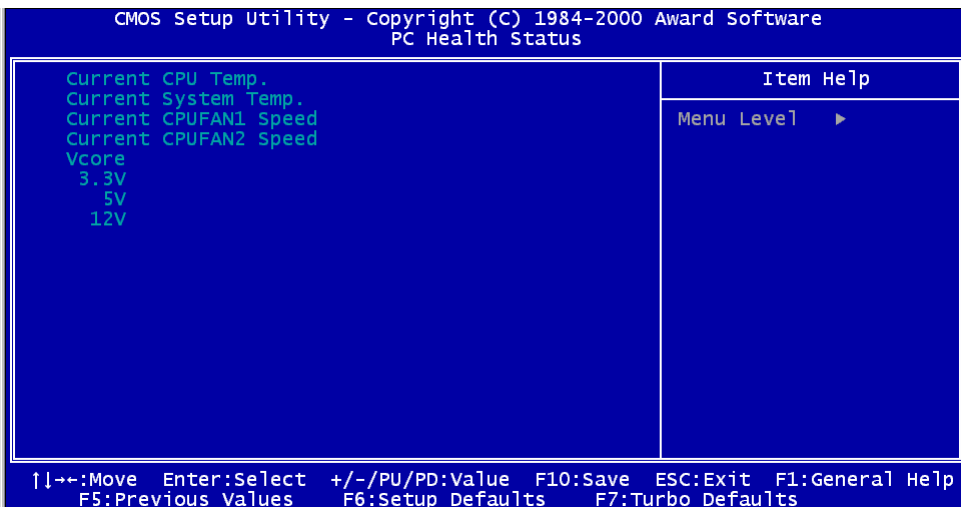 CMOS Setup Utility - Copyright (C) 1984-2000 Award Software
PC Health Status
Current CPU Temp.
Current System Temp.
Current CPUFAN1 Speed
Current CPUFAN2 Speed
Vcore
3.3V
5V
12V
Item Help
Menu Level ►
↑↓→←:Move Enter:Select +/-/PU/PD:Value F10:Save ESC:Exit F1:General Help
F5:Previous Values F6:Setup Defaults F7:Turbo Defaults